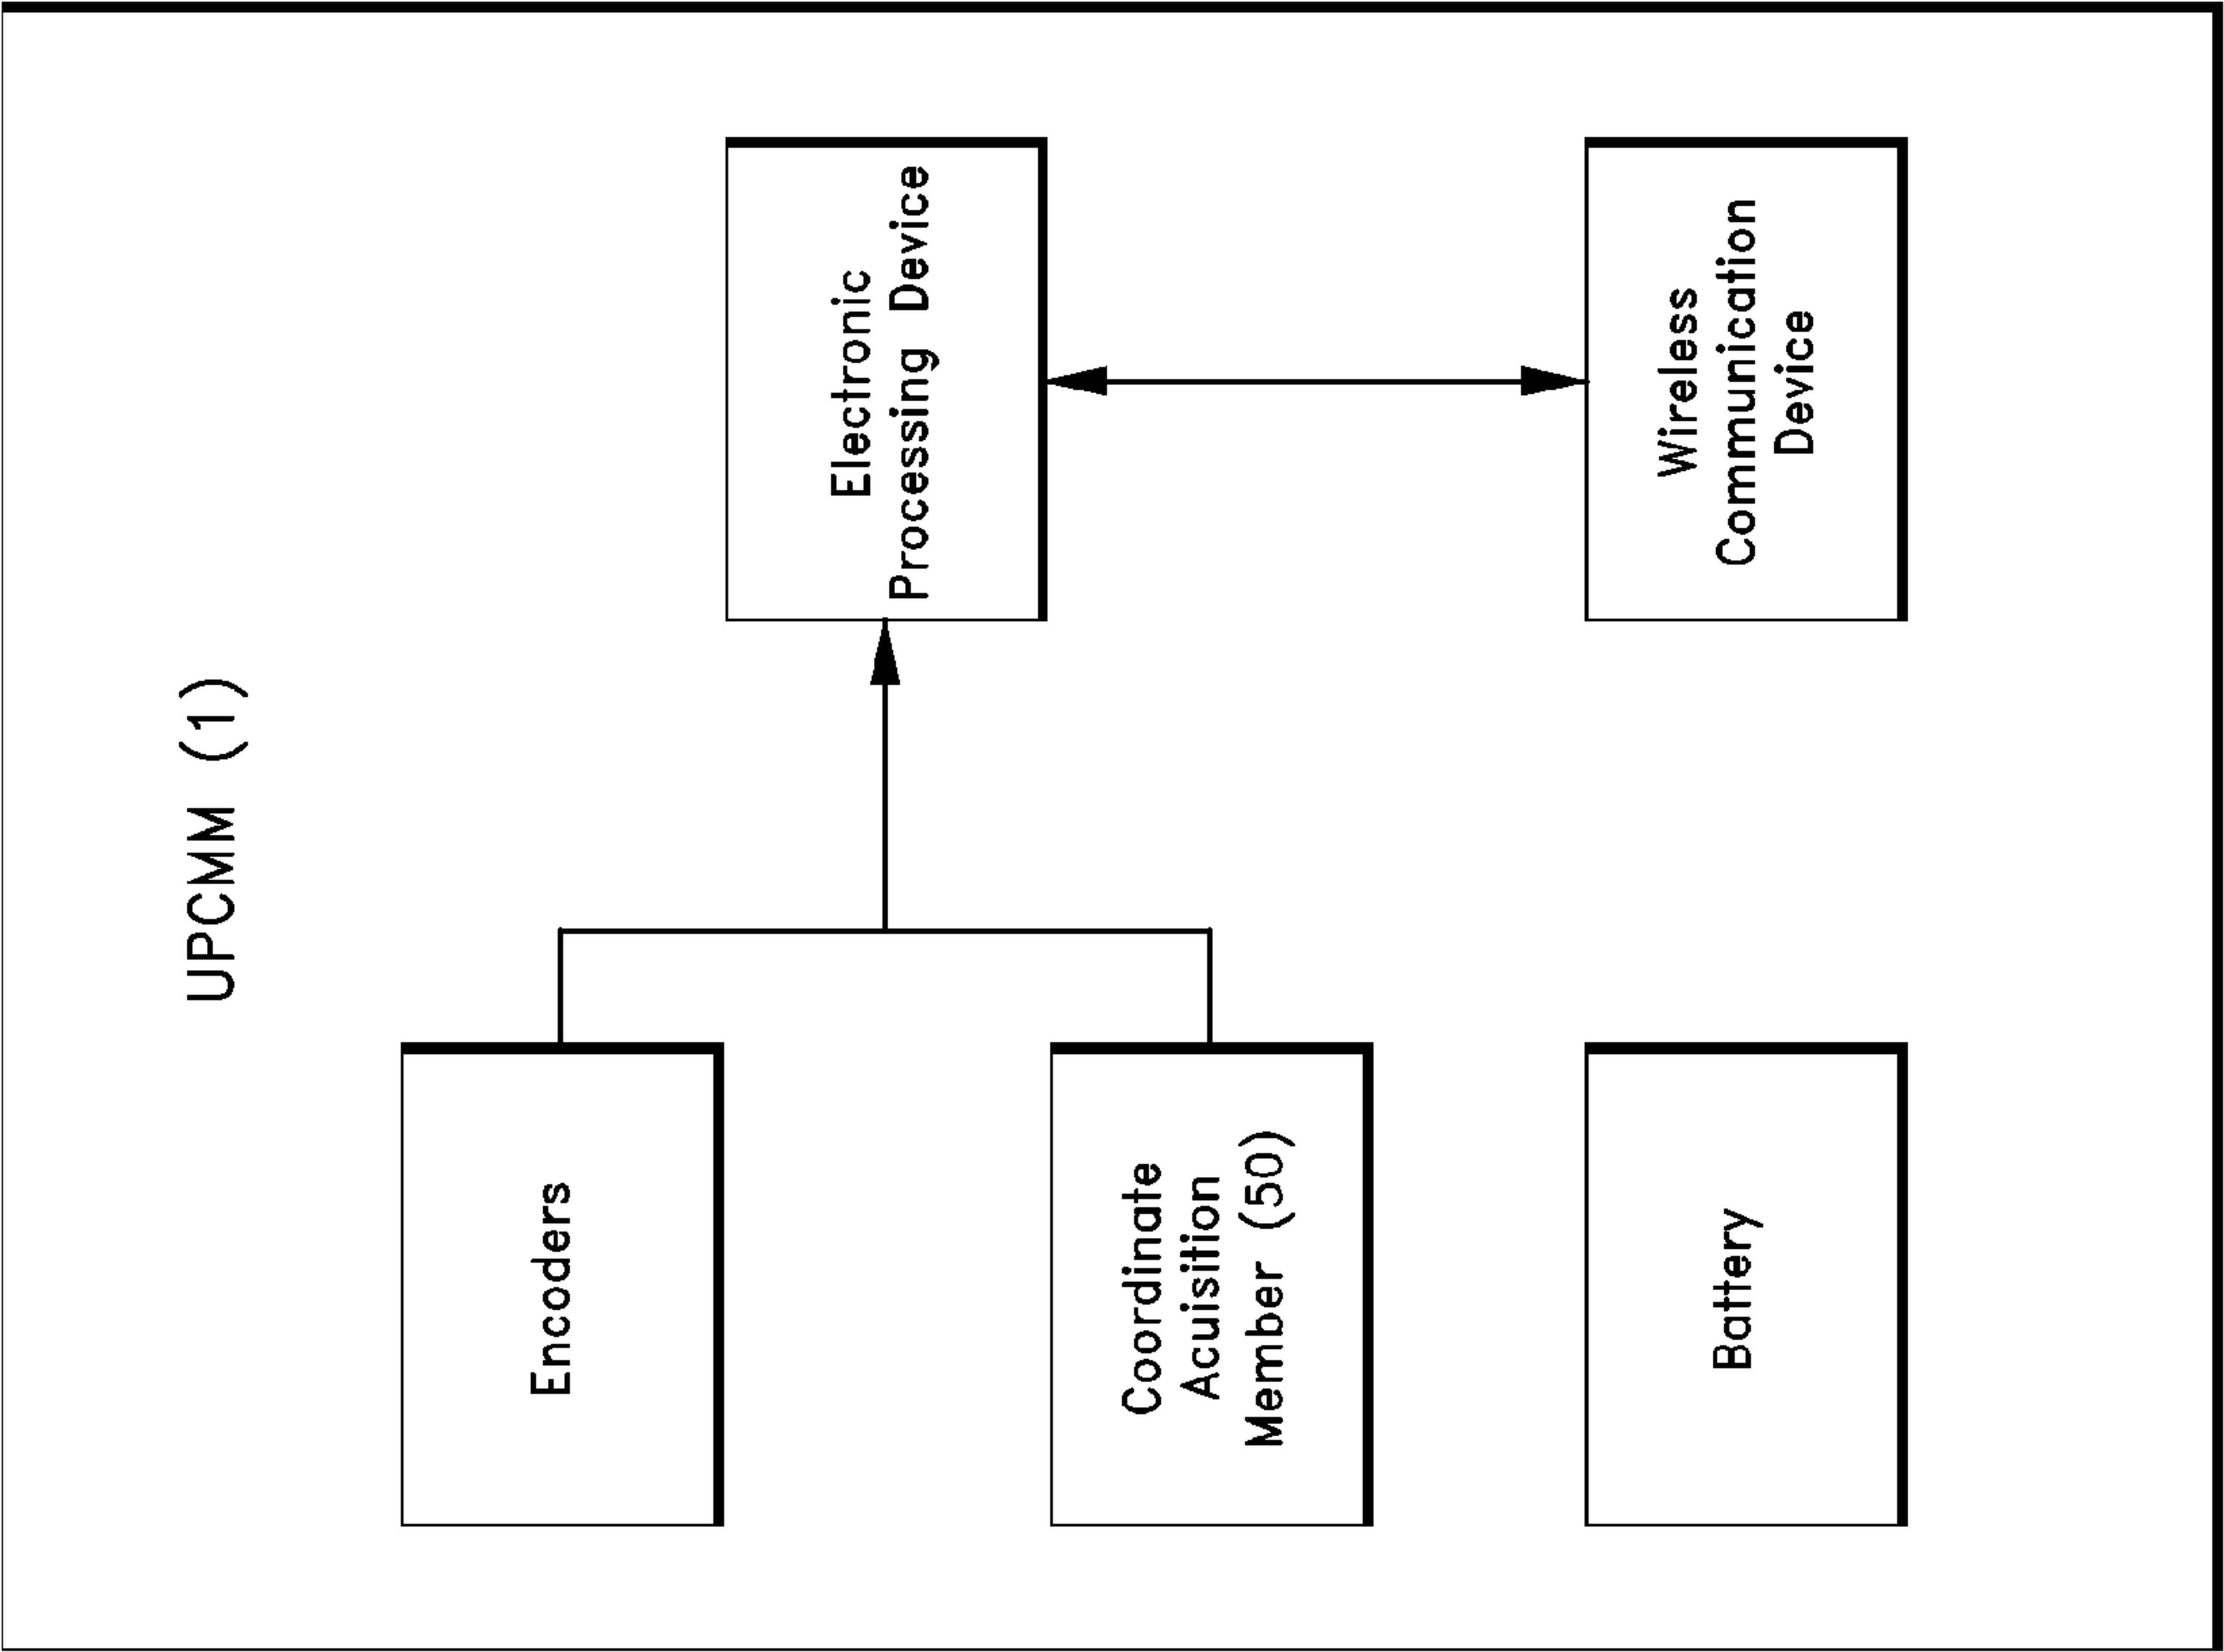 UPCMM (1)
Encoders
Electronic
Processing Device
Coordinate
Acuisition
Member (50)
Battery
Wireless
Communication
Device